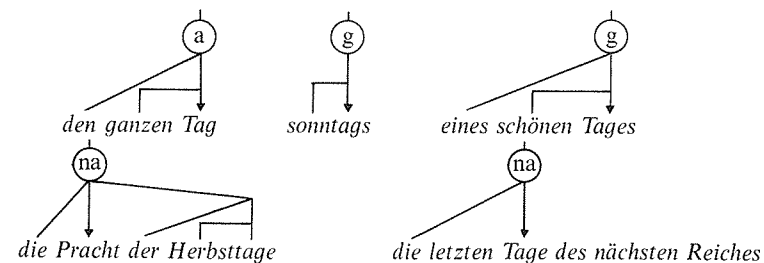 a g g
den ganzen Tag sonntags eines schönen Tages
na na
die Pracht der Herbsttage die letzten Tage des nächsten Reiches